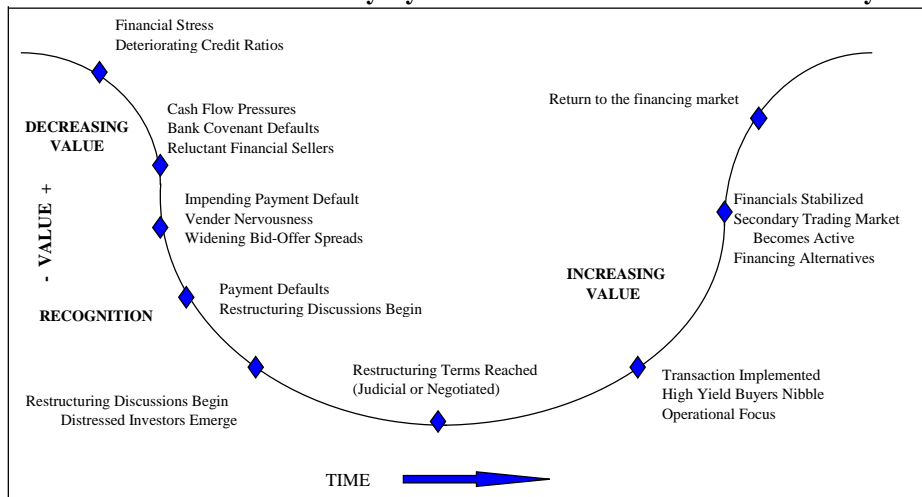 Financial Stress
Deteriorating Credit Ratios
Cash Flow Pressures
Bank Covenant Defaults
Reluctant Financial Sellers
DECREASING
VALUE
Impending Payment Default
Vender Nervousness
Widening Bid-Offer Spreads
- VALUE +
Payment Defaults
Restructuring Discussions Begin
RECOGNITION
Restructuring Discussions Begin
Distressed Investors Emerge
Restructuring Terms Reached
(Judicial or Negotiated)
TIME
INCREASING
VALUE
Transaction Implemented
High Yield Buyers Nibble
Operational Focus
Financials Stabilized
Secondary Trading Market
Becomes Active
Financing Alternatives
Return to the financing market